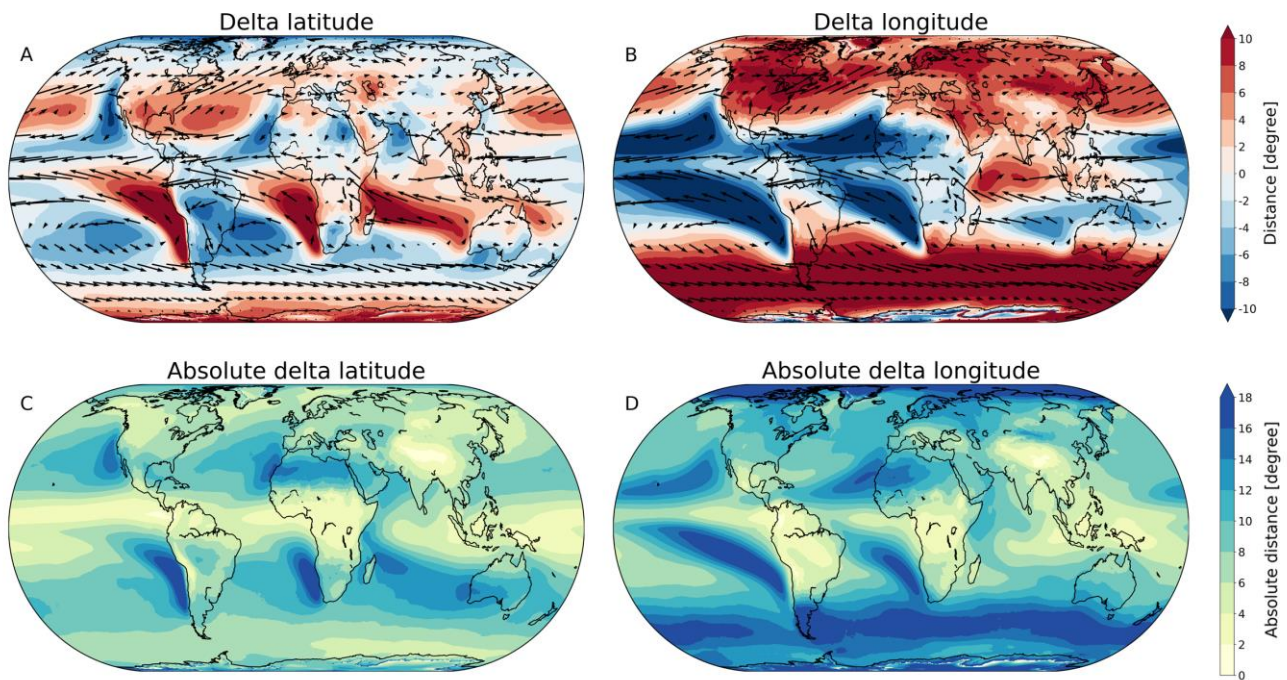 Delta latitude
Delta longitude
A
B
10
8
6
4
2
0
-2
-4
-6
-8
-10
Distance [degree]
Absolute delta latitude
Absolute delta longitude
C
D
18
16
14
12
10
8
6
4
2
0
Absolute distance [degree]